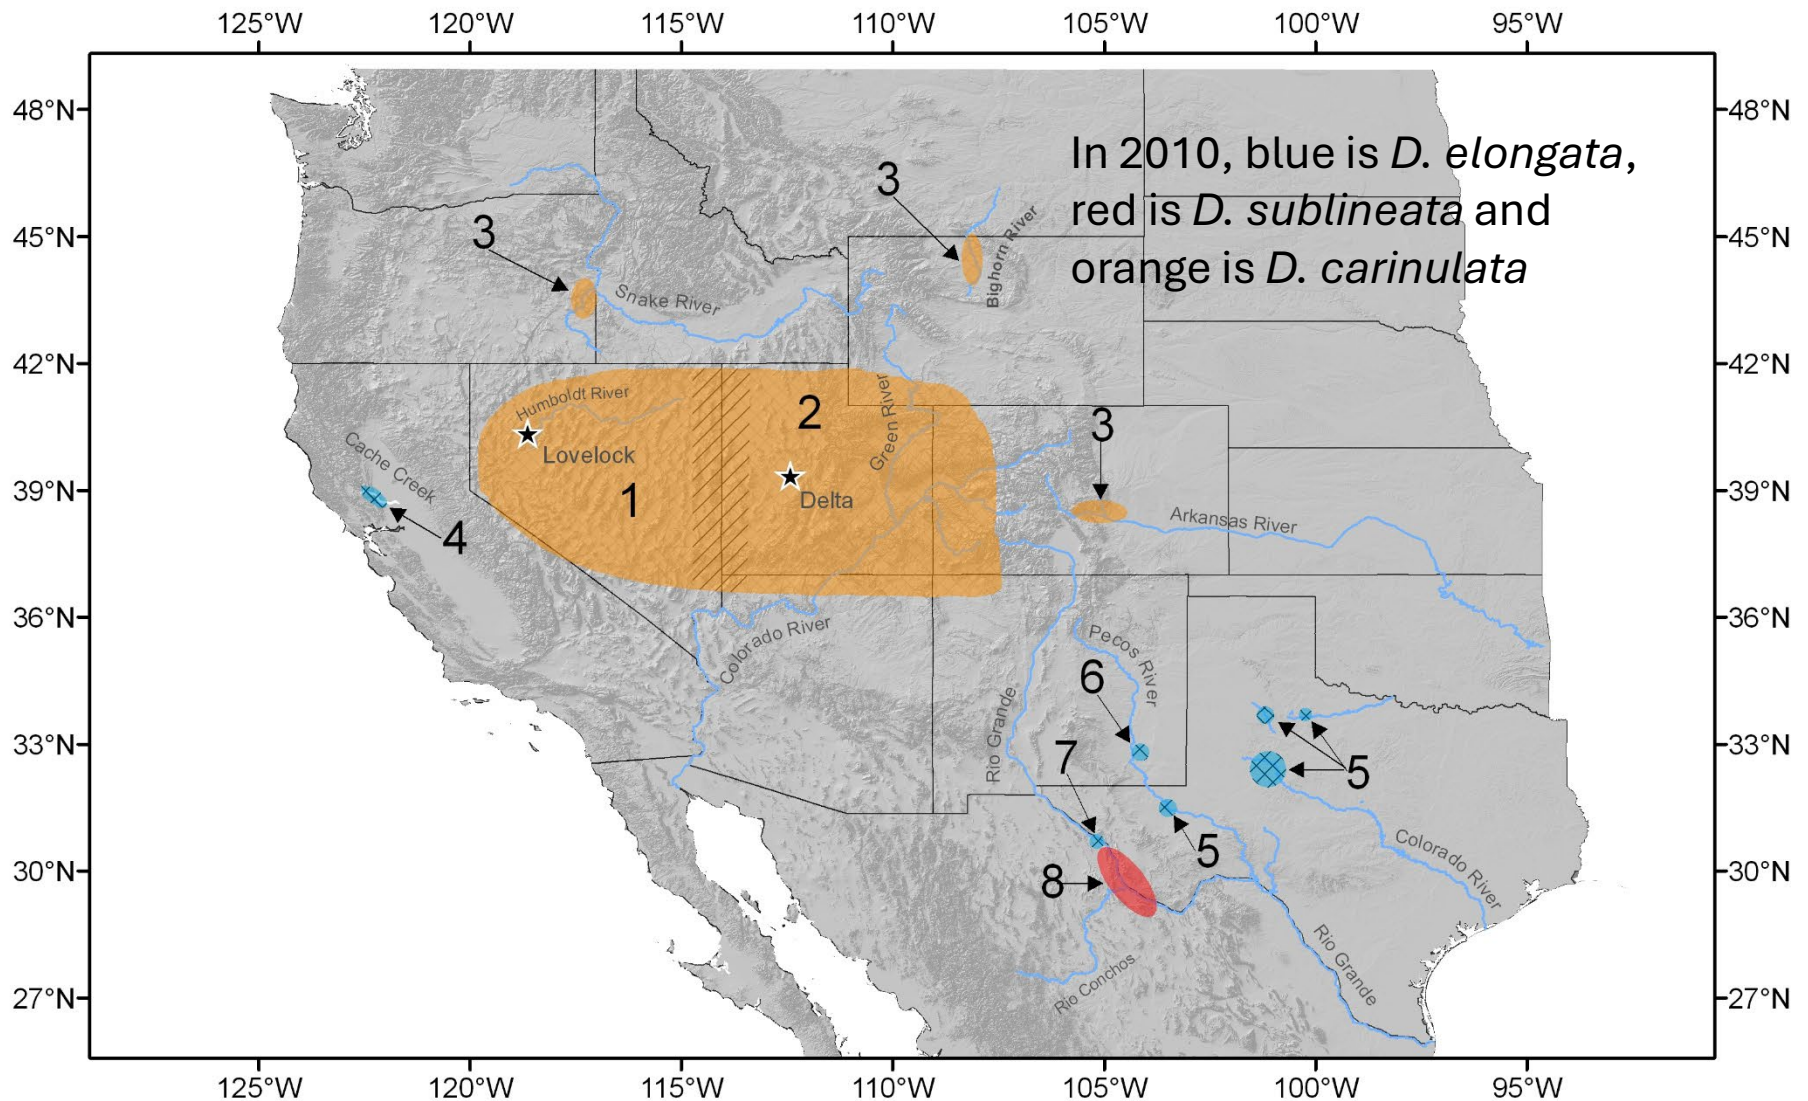 125°W 120°W 115°W 110°W 105°W 100°W 95°W
48°N 48°N
In 2010, blue is D. elongata,
red is D. sublineata and
orange is D. carinulata
3
3
45°N 45°N
Bighorn River
Snake River
42°N 42°N
Humboldt River
2
Green River
3
Lovelock
Cache Creek
Delta
1
39°N 39°N
Arkansas River
4
36°N 36°N
Colorado River
Pecos River
6
Rio Grande
33°N 33°N
7
5
5
Colorado River
30°N 30°N
8
Rio Grande
Rio Conchos
27°N 27°N
125°W 120°W 115°W 110°W 105°W 100°W 95°W